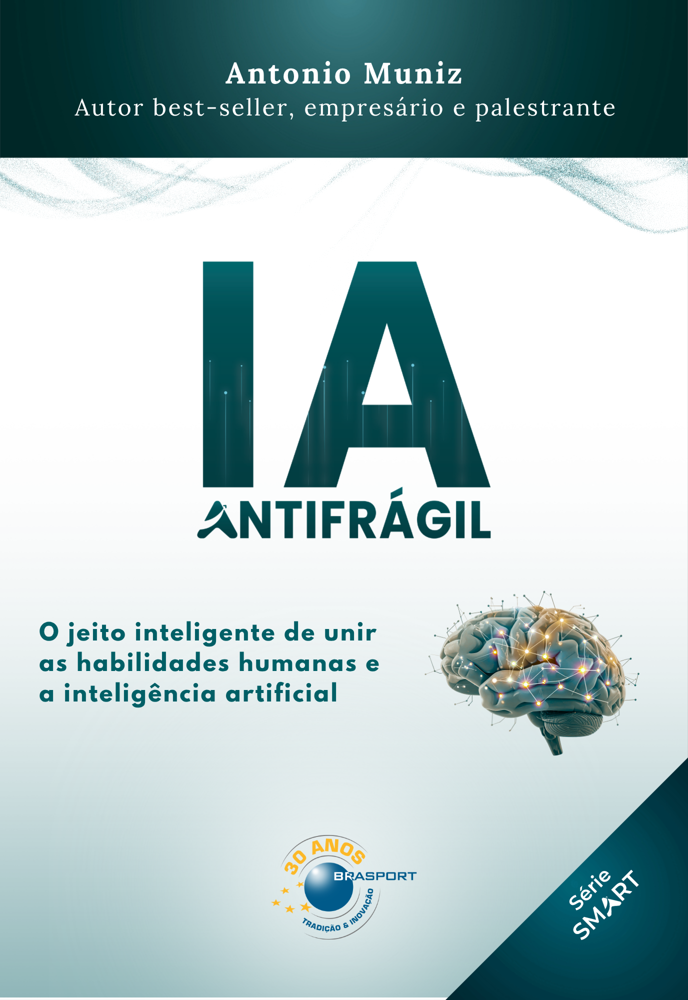 Antonio Muniz
Autor best-seller, empresário e palestrante
IA
ANTIFRÁGIL
O jeito inteligente de unir
as habilidades humanas e
a inteligência artificial
30 ANOS
BRASPORT
TRADIÇÃO & INOVAÇÃO
Série
SMART